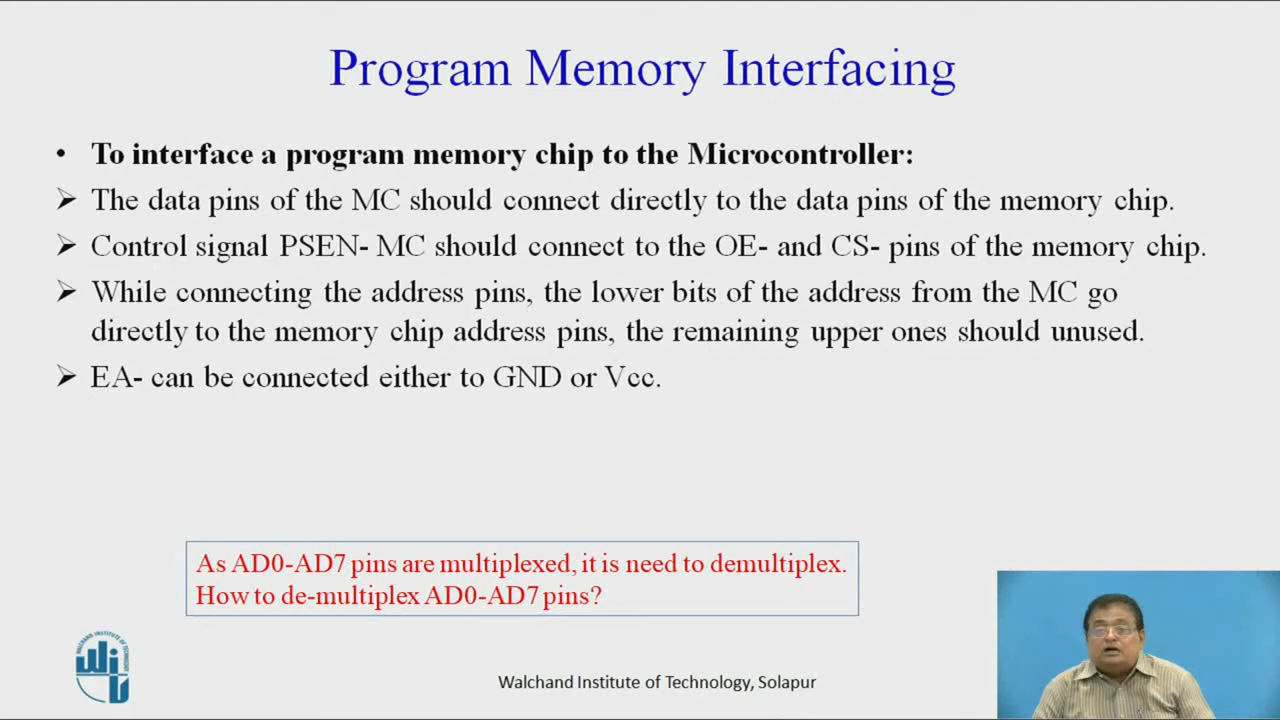 Program Memory Interfacing
• To interface a program memory chip to the Microcontroller:
➢ The data pins of the MC should connect directly to the data pins of the memory chip.
➢ Control signal PSEN- MC should connect to the OE- and CS- pins of the memory chip.
➢ While connecting the address pins, the lower bits of the address from the MC go
directly to the memory chip address pins, the remaining upper ones should unused.
➢ EA- can be connected either to GND or Vcc.
As AD0-AD7 pins are multiplexed, it is need to demultiplex.
How to de-multiplex AD0-AD7 pins?
WALCHAND INSTITUTE OF TECHNOLOGY, SOLAPUR
Walchand Institute of Technology, Solapur